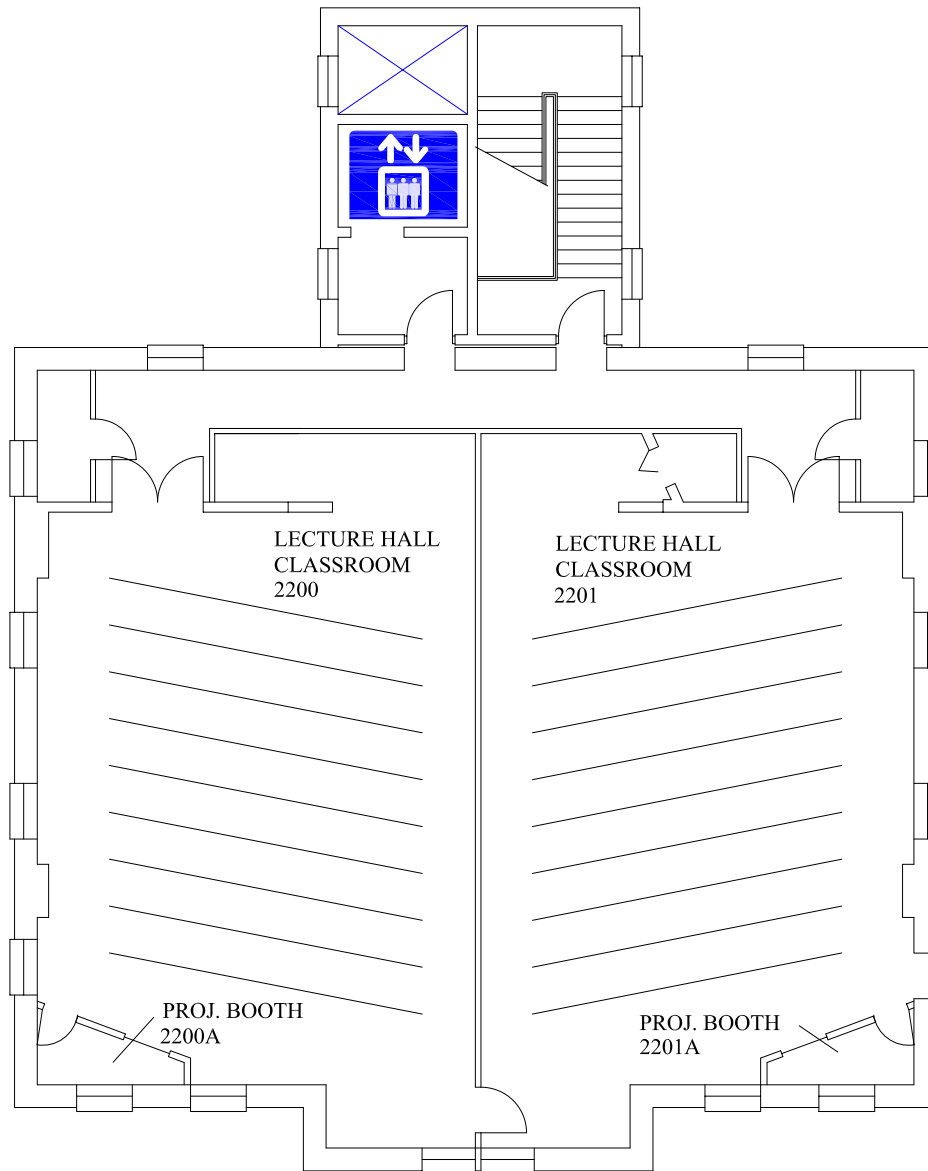 LECTURE HALL
CLASSROOM
2200
LECTURE HALL
CLASSROOM
2201
PROJ. BOOTH
2200A
PROJ. BOOTH
2201A